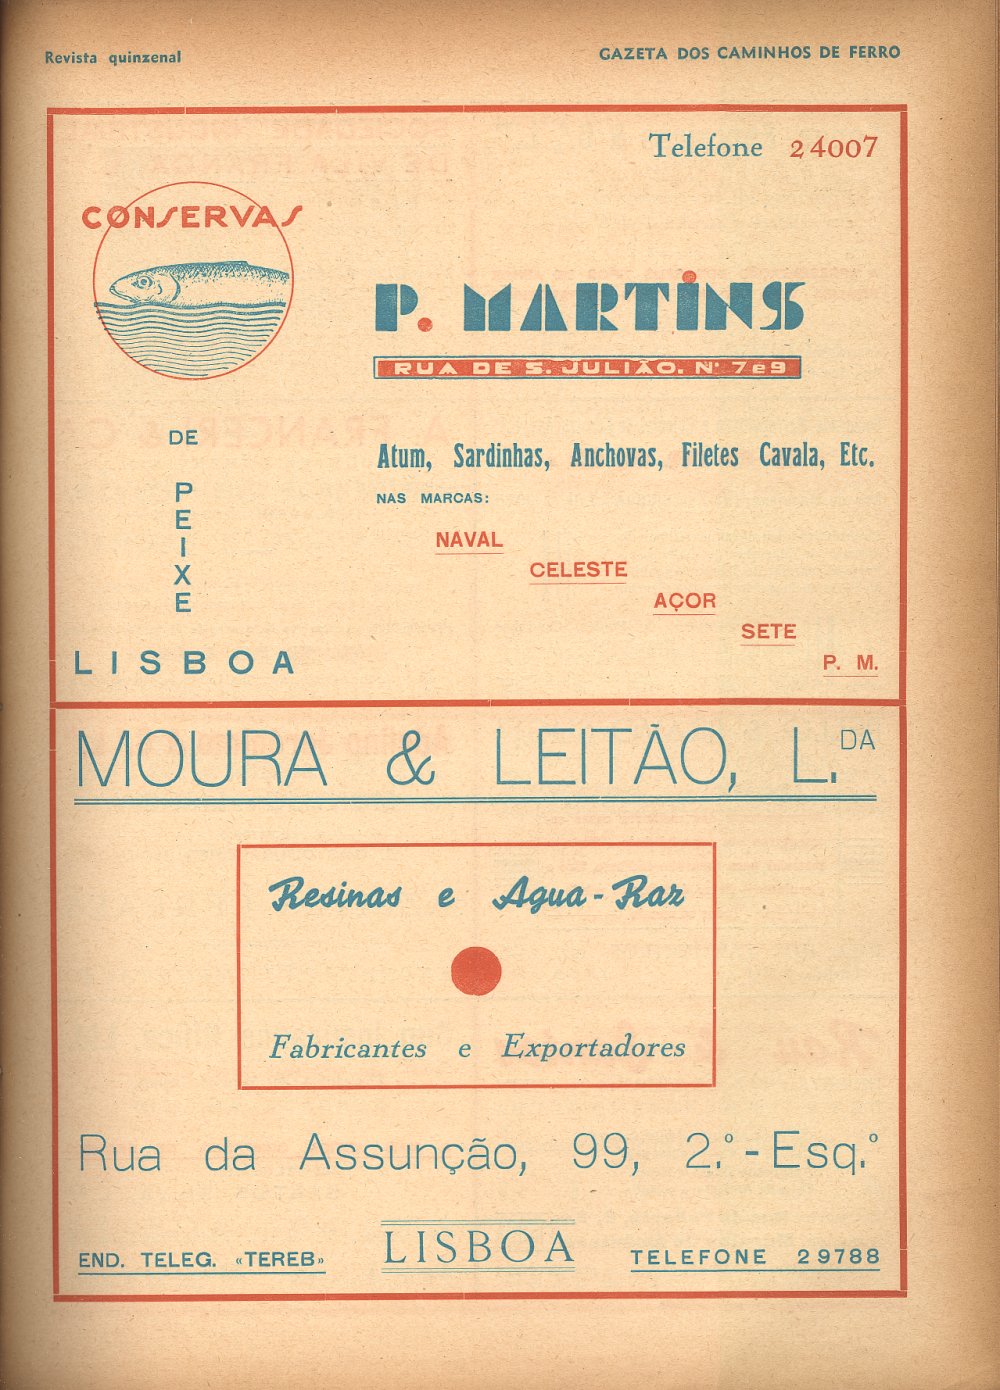 Revista quinzenal
GAZETA DOS CAMINHOS DE FERRO
Telefone 24007
CONSERVAS
P. MARTINS
RUA DE S. JULIÃO. Nº 7 e 9
DE
PEIXE
LISBOA
Atum, Sardinhas, Anchovas, Filetes Cavala, Etc.
NAS MARCAS:
NAVAL
CELESTE
AÇOR
SETE
P. M.
MOURA & LEITÃO, L.DA
Resinas e Agua-Raz
Fabricantes e Exportadores
Rua da Assunção, 99, 2.º-Esq.º
LISBOA
END. TELEG. «TEREB»
TELEFONE 29788